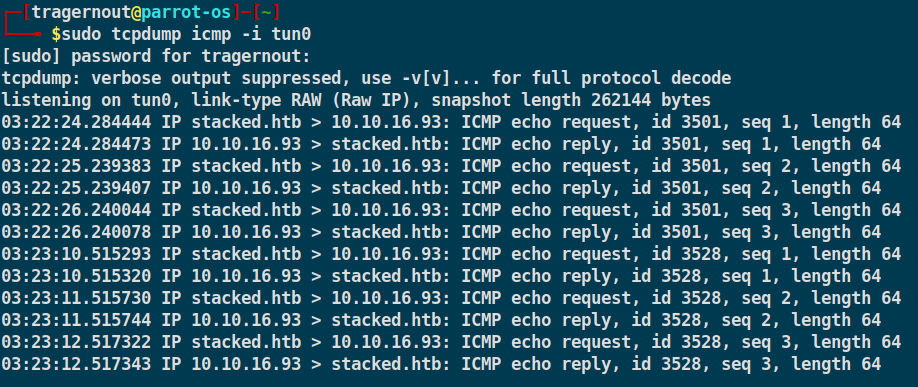 ┌─[tragernout@parrot-os]─[~]
└──╼ $sudo tcpdump icmp -i tun0
[sudo] password for tragernout:
tcpdump: verbose output suppressed, use -v[v]... for full protocol decode
listening on tun0, link-type RAW (Raw IP), snapshot length 262144 bytes
03:22:24.284444 IP stacked.htb > 10.10.16.93: ICMP echo request, id 3501, seq 1, length 64
03:22:24.284473 IP 10.10.16.93 > stacked.htb: ICMP echo reply, id 3501, seq 1, length 64
03:22:25.239383 IP stacked.htb > 10.10.16.93: ICMP echo request, id 3501, seq 2, length 64
03:22:25.239407 IP 10.10.16.93 > stacked.htb: ICMP echo reply, id 3501, seq 2, length 64
03:22:26.240044 IP stacked.htb > 10.10.16.93: ICMP echo request, id 3501, seq 3, length 64
03:22:26.240078 IP 10.10.16.93 > stacked.htb: ICMP echo reply, id 3501, seq 3, length 64
03:23:10.515293 IP stacked.htb > 10.10.16.93: ICMP echo request, id 3528, seq 1, length 64
03:23:10.515320 IP 10.10.16.93 > stacked.htb: ICMP echo reply, id 3528, seq 1, length 64
03:23:11.515730 IP stacked.htb > 10.10.16.93: ICMP echo request, id 3528, seq 2, length 64
03:23:11.515744 IP 10.10.16.93 > stacked.htb: ICMP echo reply, id 3528, seq 2, length 64
03:23:12.517322 IP stacked.htb > 10.10.16.93: ICMP echo request, id 3528, seq 3, length 64
03:23:12.517343 IP 10.10.16.93 > stacked.htb: ICMP echo reply, id 3528, seq 3, length 64